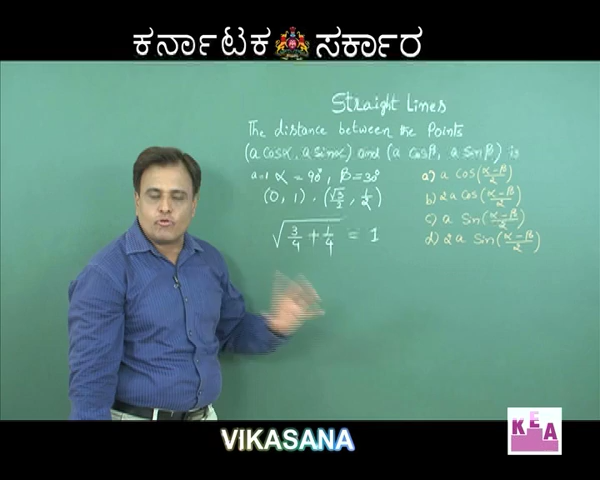 ಕರ್ನಾಟಕ ಸರ್ಕಾರ
Straight Lines
The distance between the Points
(a cosα, a sinα) and (a cosβ, a sinβ) is
a=1 α = 90°, β = 30°
(0, 1) . (√3/2, 1/2)
√(3/4 + 1/4) = 1
a) a cos((α-β)/2)
b) 2a cos((α-β)/2)
c) a sin((α-β)/2)
d) 2a sin((α-β)/2)
VIKASANA
KEA